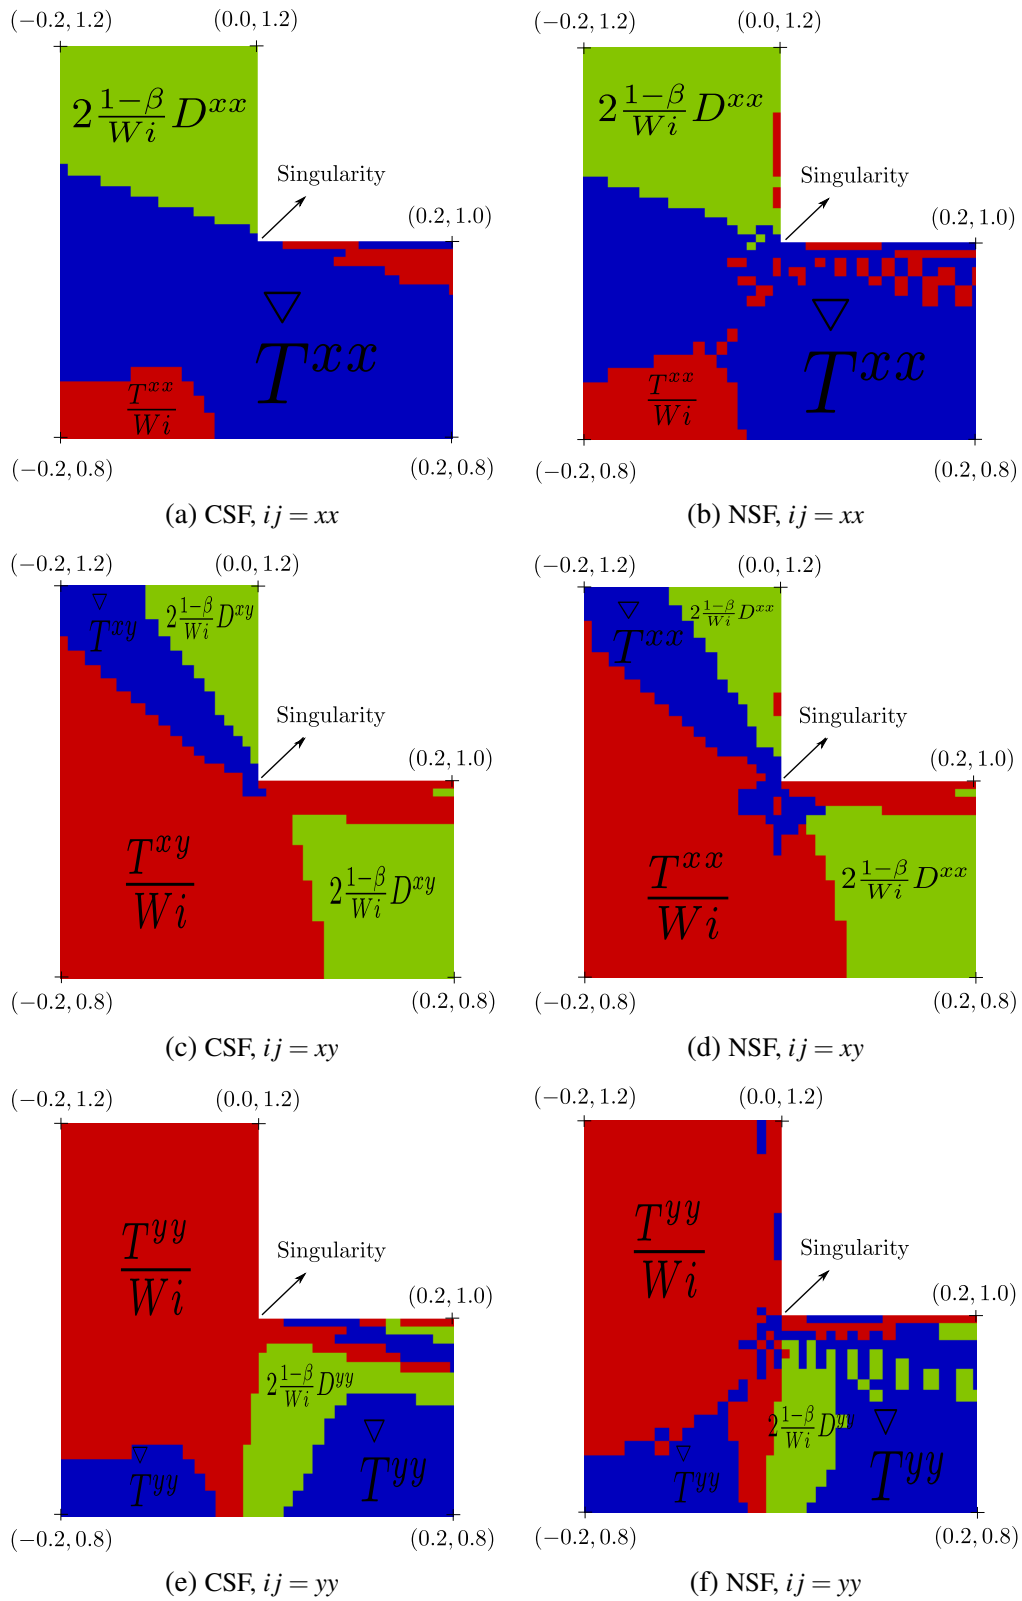 (−0.2, 1.2) (0.0, 1.2) (−0.2, 1.2) (0.0, 1.2)
2 1−β/Wi D^xx 2 1−β/Wi D^xx
Singularity Singularity
(0.2, 1.0) (0.2, 1.0)
▽ ▽
T^xx T^xx
T^xx/Wi T^xx/Wi
(−0.2, 0.8) (0.2, 0.8) (−0.2, 0.8) (0.2, 0.8)
(a) CSF, ij = xx (b) NSF, ij = xx
(−0.2, 1.2) (0.0, 1.2) (−0.2, 1.2) (0.0, 1.2)
▽ ▽
T^xy 2 1−β/Wi D^xy T^xx 2 1−β/Wi D^xx
Singularity Singularity
(0.2, 1.0) (0.2, 1.0)
T^xy/Wi 2 1−β/Wi D^xy T^xx/Wi 2 1−β/Wi D^xx
(−0.2, 0.8) (0.2, 0.8) (−0.2, 0.8) (0.2, 0.8)
(c) CSF, ij = xy (d) NSF, ij = xy
(−0.2, 1.2) (0.0, 1.2) (−0.2, 1.2) (0.0, 1.2)
T^yy/Wi T^yy/Wi
Singularity Singularity
(0.2, 1.0) (0.2, 1.0)
2 1−β/Wi D^yy 2 1−β/Wi D^yy
▽ ▽ ▽ ▽
T^yy T^yy T^yy T^yy
(−0.2, 0.8) (0.2, 0.8) (−0.2, 0.8) (0.2, 0.8)
(e) CSF, ij = yy (f) NSF, ij = yy